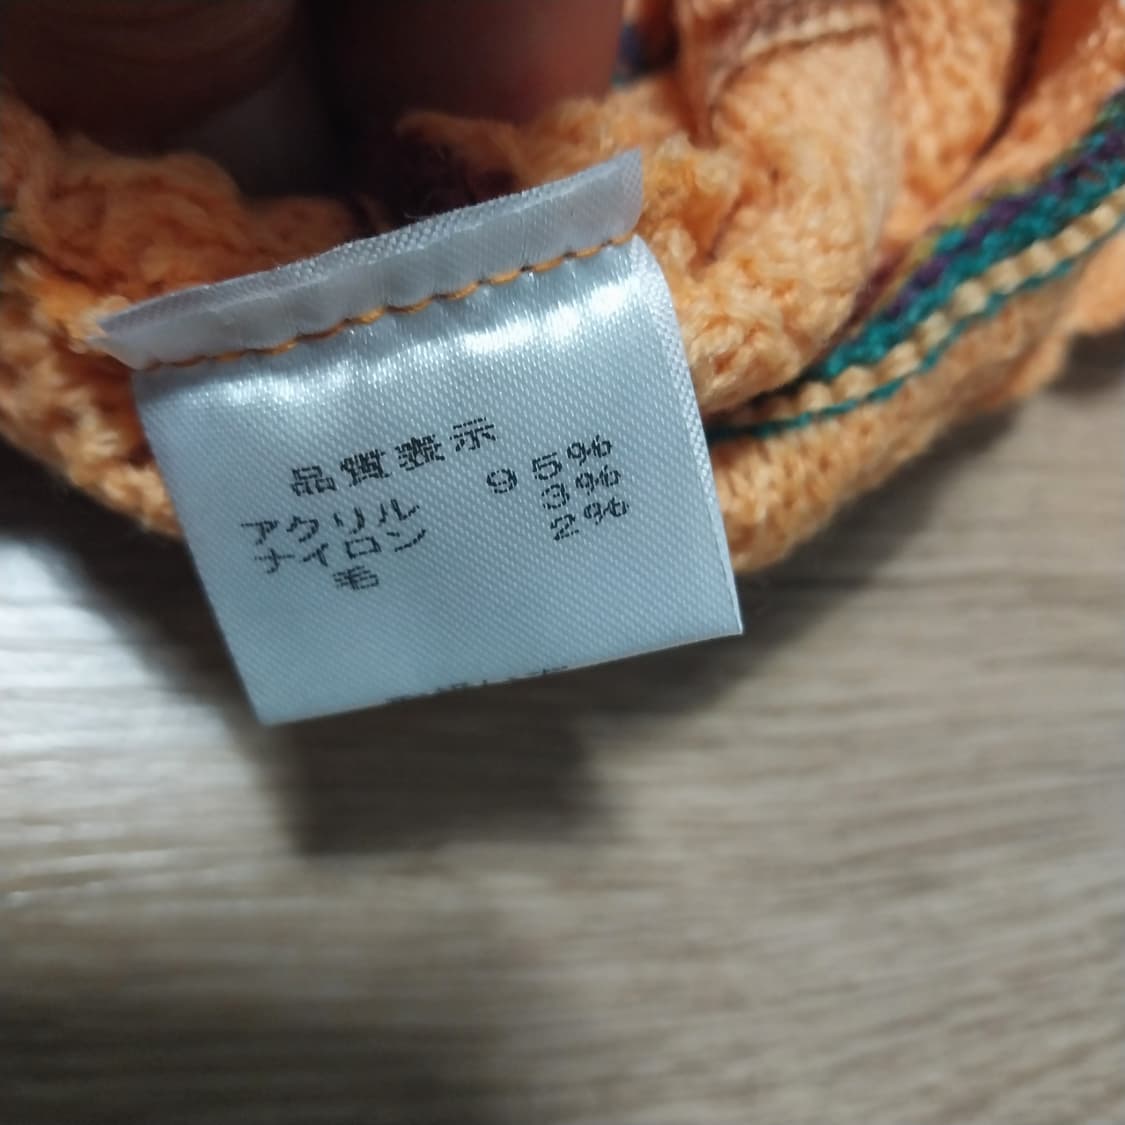 品質表示
アクリル 95%
ナイロン 3%
毛 2%